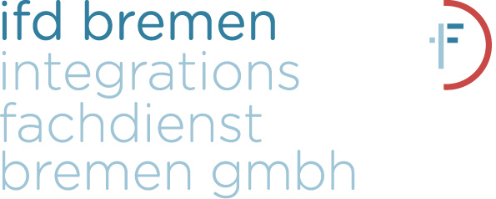 ifd bremen
integrations
fachdienst
bremen gmbh